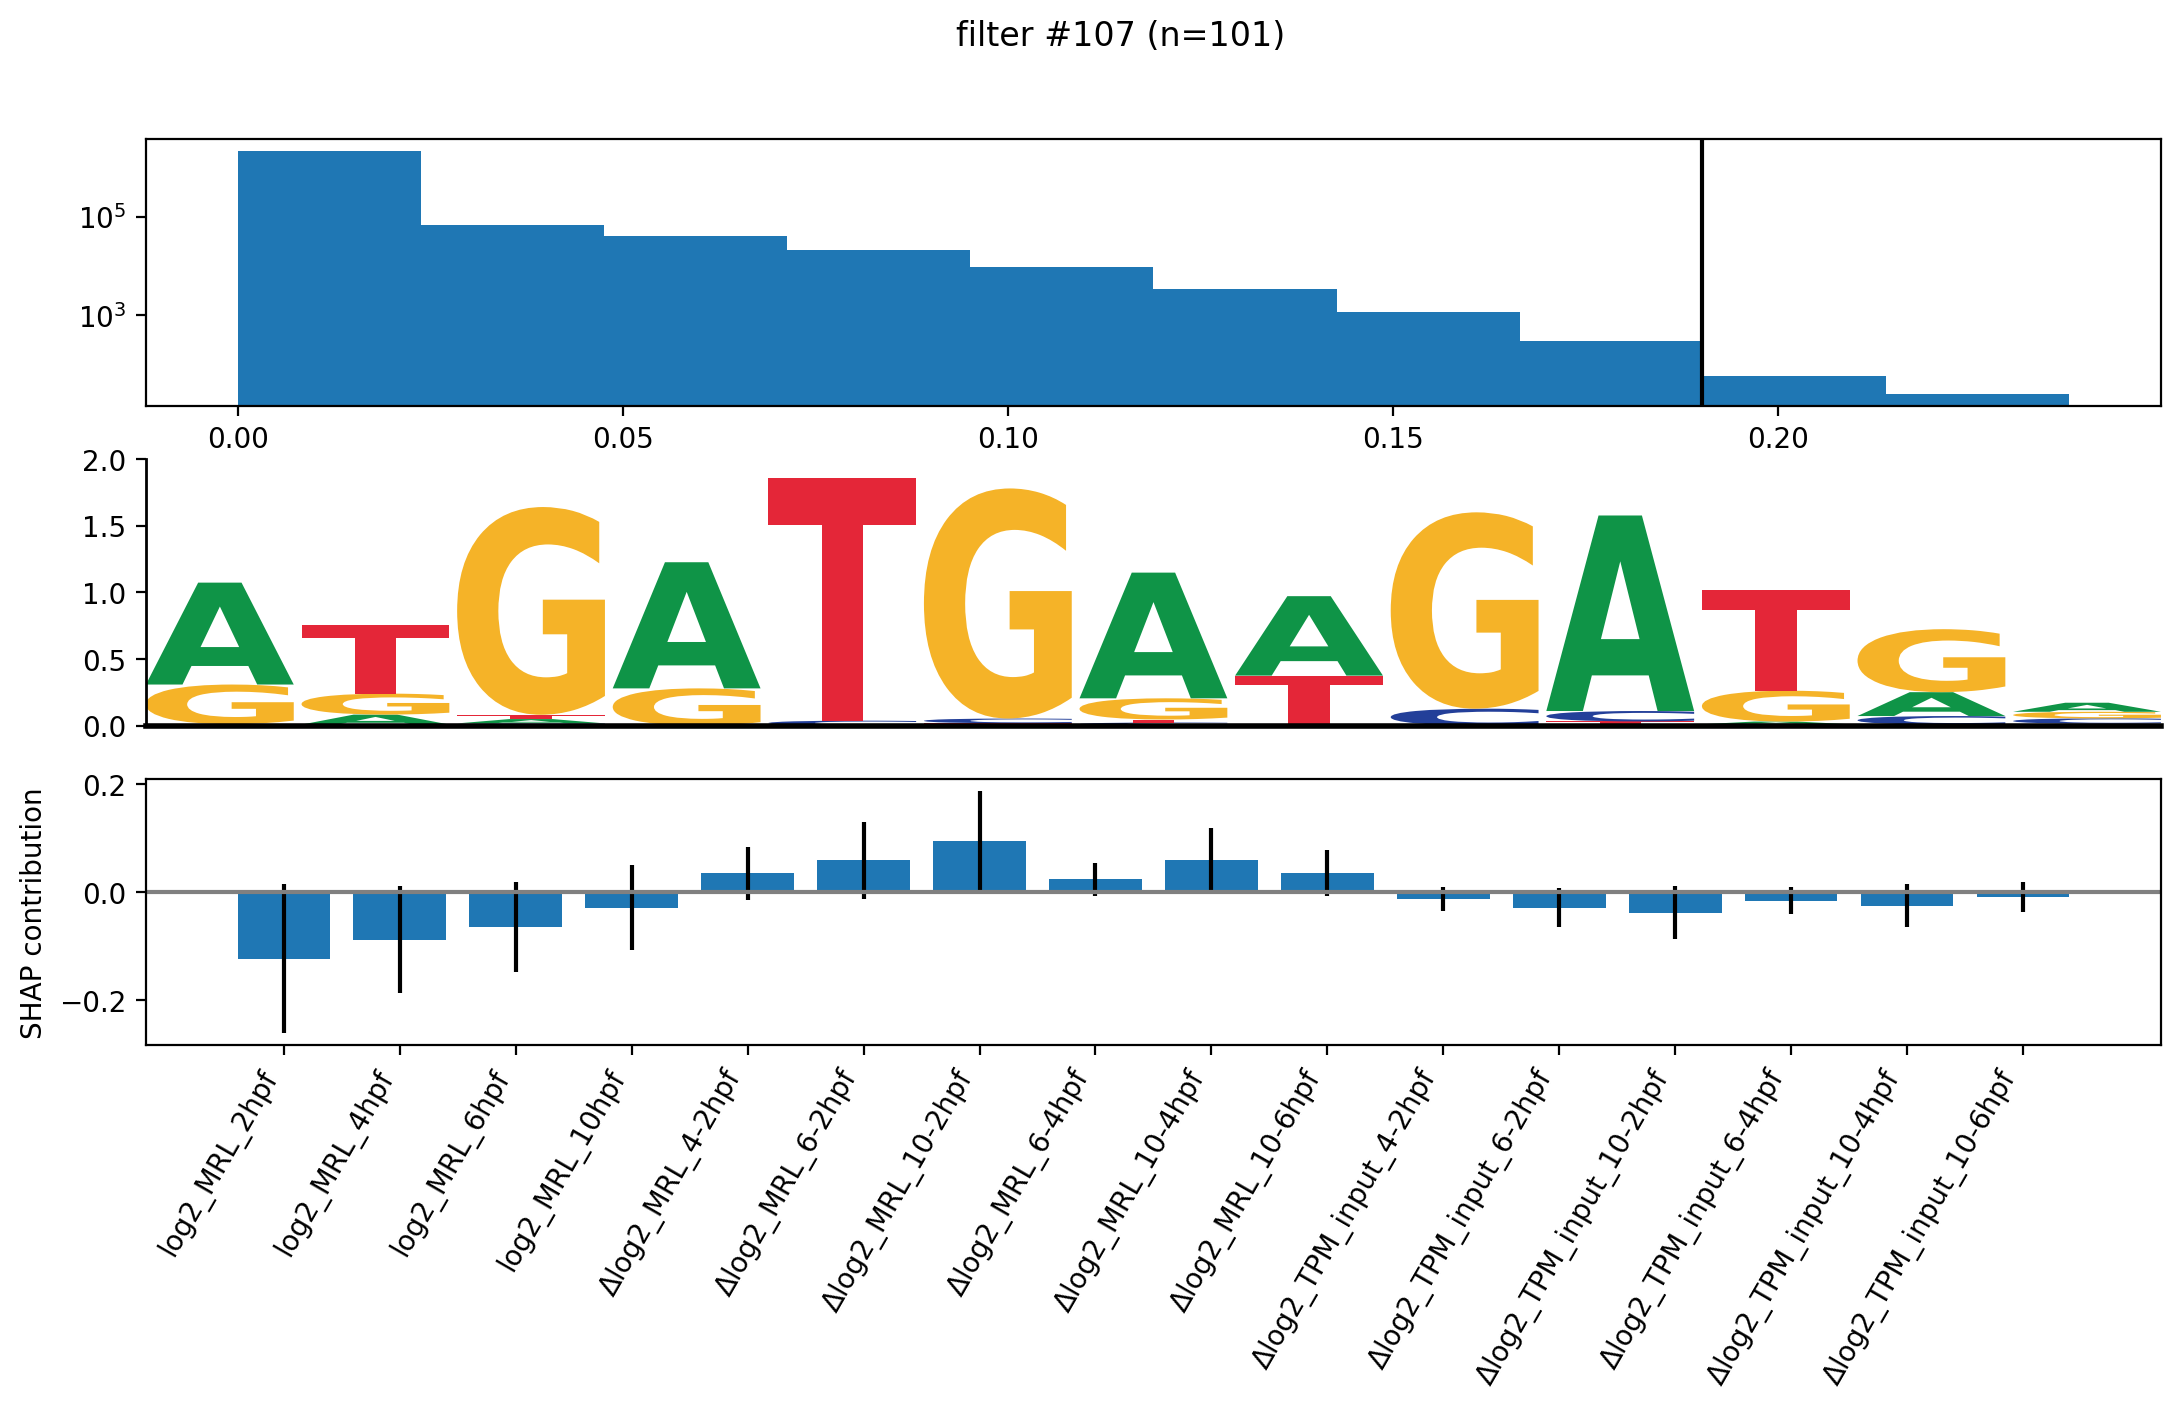 filter #107 (n=101)
10^5
10^3
0.00 0.05 0.10 0.15 0.20
2.0
1.5
1.0
0.5
0.0
A T G A T G A A G A T G A
G G T G G T C C G A G
A A T C T A C C
SHAP contribution
0.2
0.0
−0.2
log2_MRL_2hpf
log2_MRL_4hpf
log2_MRL_6hpf
log2_MRL_10hpf
Δlog2_MRL_4-2hpf
Δlog2_MRL_6-2hpf
Δlog2_MRL_10-2hpf
Δlog2_MRL_6-4hpf
Δlog2_MRL_10-4hpf
Δlog2_MRL_10-6hpf
Δlog2_TPM_input_4-2hpf
Δlog2_TPM_input_6-2hpf
Δlog2_TPM_input_10-2hpf
Δlog2_TPM_input_6-4hpf
Δlog2_TPM_input_10-4hpf
Δlog2_TPM_input_10-6hpf